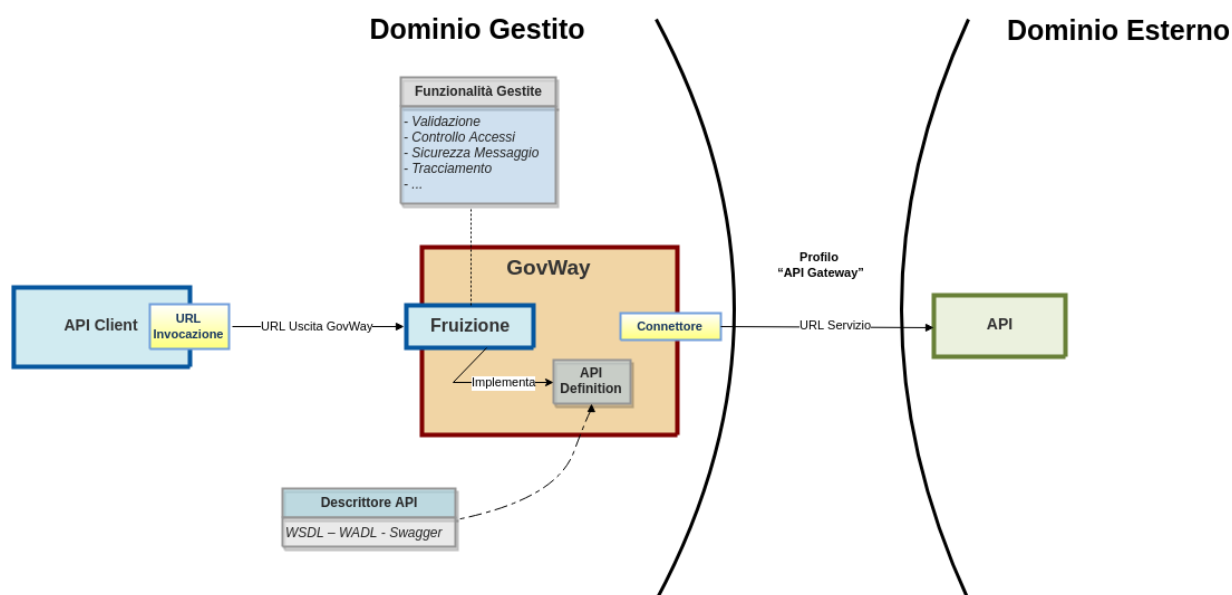 Dominio Gestito
Dominio Esterno
Funzionalità Gestite
- Validazione
- Controllo Accessi
- Sicurezza Messaggio
- Tracciamento
- ...
GovWay
Profilo
“API Gateway”
API Client
URL
Invocazione
URL Uscita GovWay
Fruizione
Connettore
URL Servizio
API
Implementa
API
Definition
Descrittore API
WSDL – WADL - Swagger